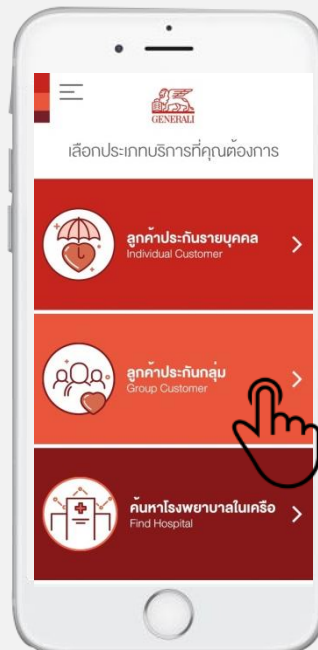 GENERALI
เลือกประเภทบริการที่คุณต้องการ
ลูกค้าประกันรายบุคคล
Individual Customer
ลูกค้าประกันกลุ่ม
Group Customer
ค้นหาโรงพยาบาลในเครือ
Find Hospital